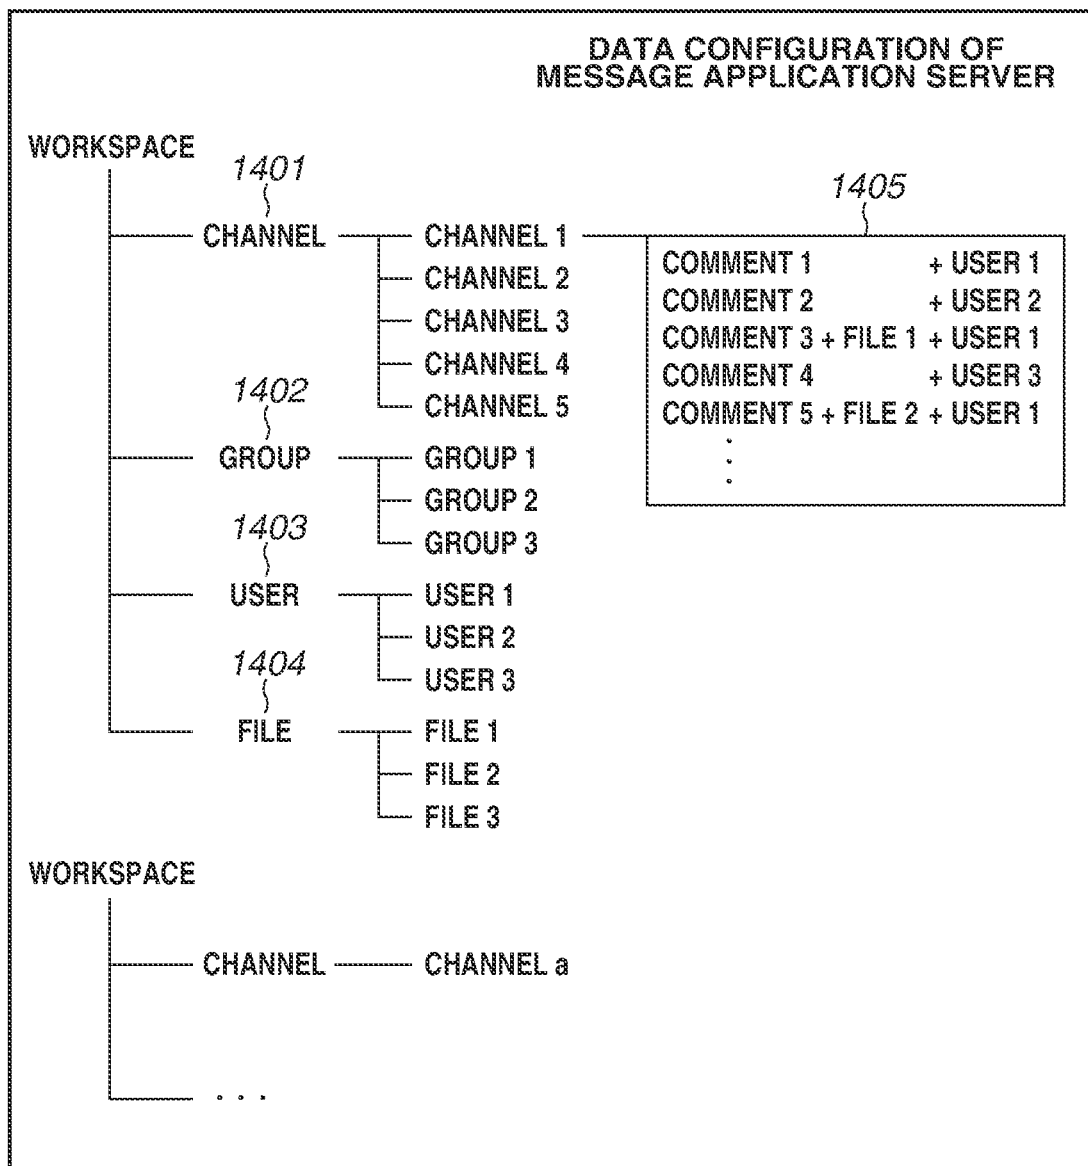 DATA CONFIGURATION OF
MESSAGE APPLICATION SERVER
WORKSPACE
1401
1405
CHANNEL CHANNEL 1
COMMENT 1 + USER 1
CHANNEL 2
COMMENT 2 + USER 2
CHANNEL 3
COMMENT 3 + FILE 1 + USER 1
CHANNEL 4
COMMENT 4 + USER 3
1402
CHANNEL 5
COMMENT 5 + FILE 2 + USER 1
GROUP GROUP 1
GROUP 2
1403
GROUP 3
USER USER 1
USER 2
1404
USER 3
FILE FILE 1
FILE 2
FILE 3
WORKSPACE
CHANNEL CHANNEL a
. . .